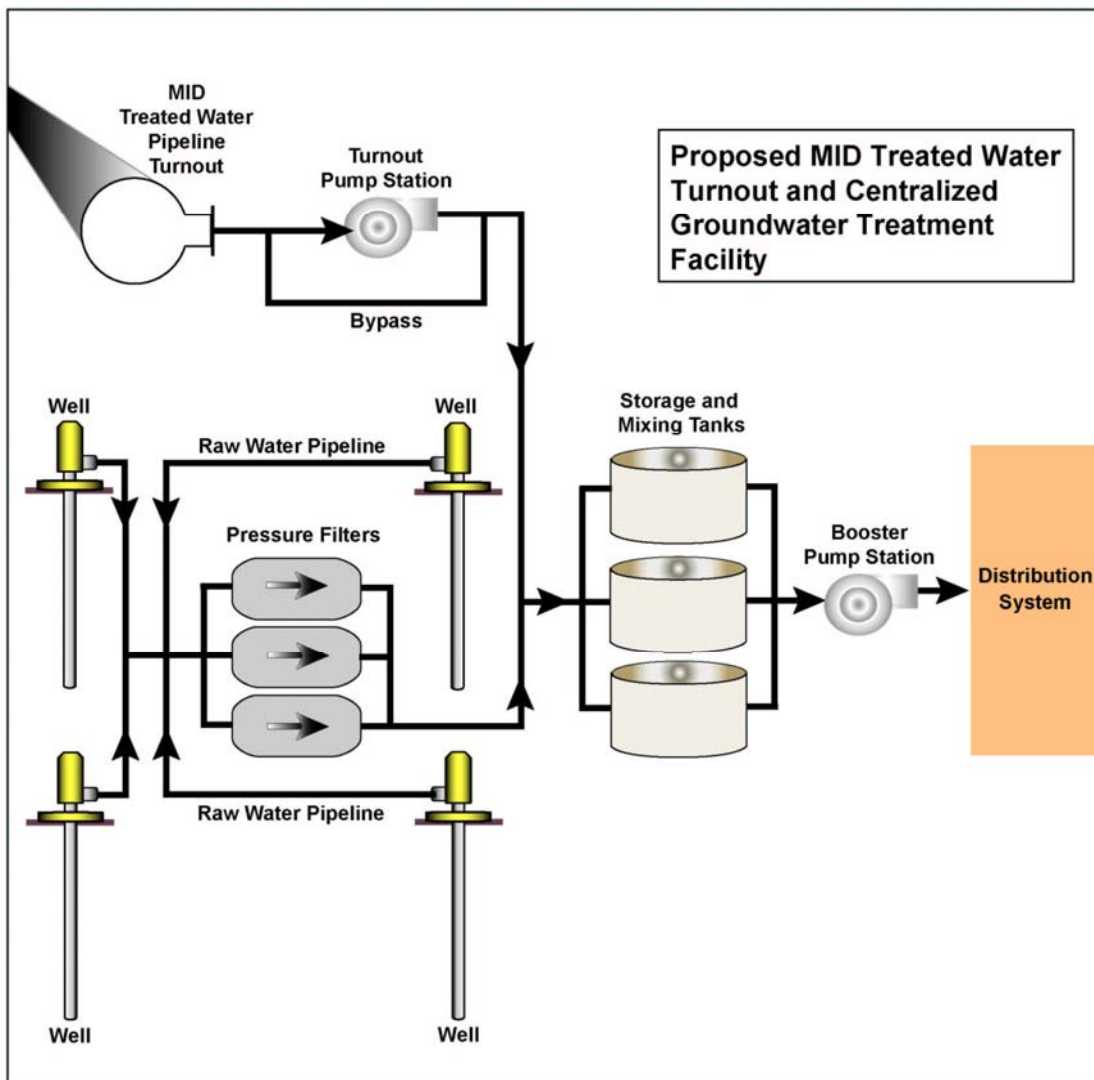 MID
Treated Water
Pipeline
Turnout
Turnout
Pump Station
Proposed MID Treated Water
Turnout and Centralized
Groundwater Treatment
Facility
Bypass
Well
Well
Raw Water Pipeline
Storage and
Mixing Tanks
Pressure Filters
Booster
Pump Station
Distribution
System
Raw Water Pipeline
Well
Well